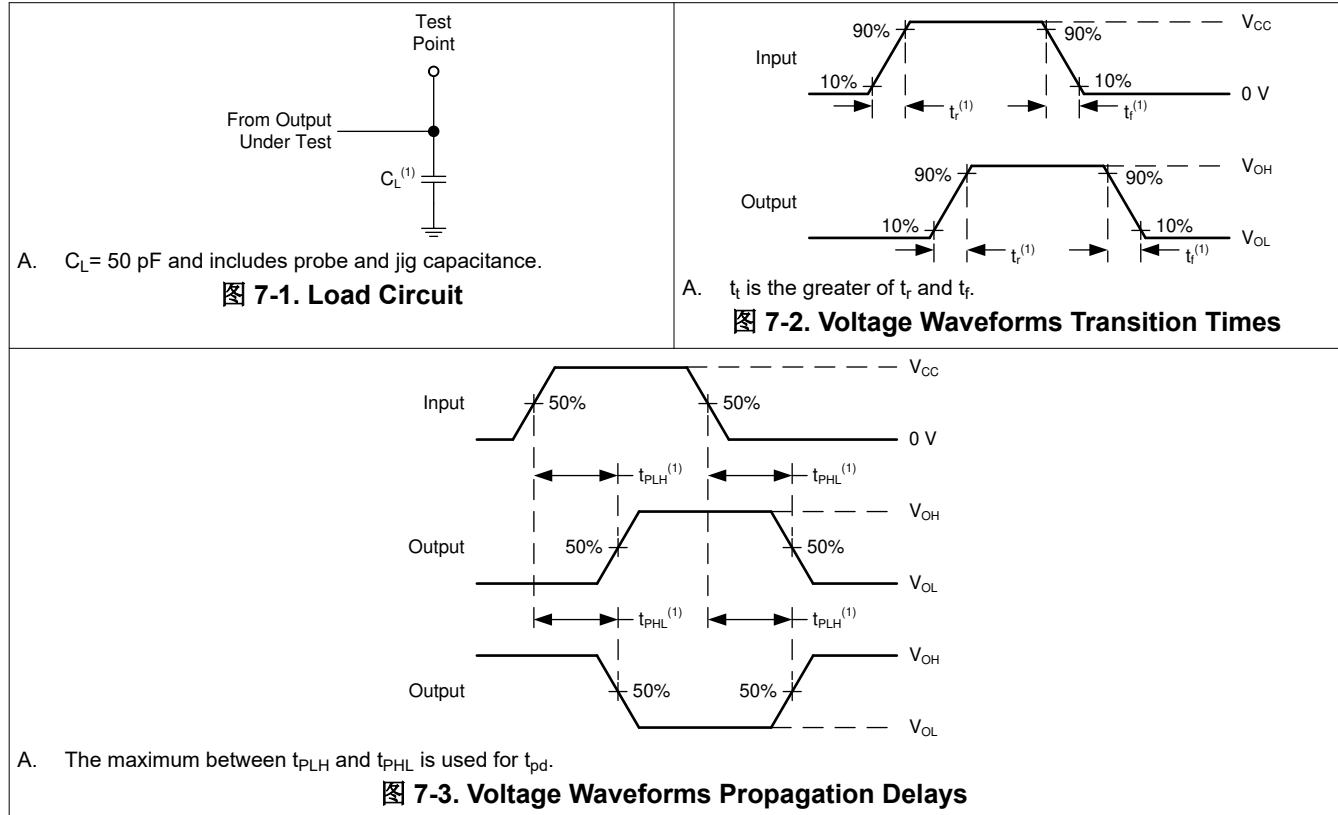 Test
Point
From Output
Under Test
C_L^(1)
A. C_L= 50 pF and includes probe and jig capacitance.
图 7-1. Load Circuit
90% 90% V_CC
Input
10% 10% 0 V
t_r^(1) t_f^(1)
90% 90% V_OH
Output
10% 10% V_OL
t_r^(1) t_f^(1)
A. t_t is the greater of t_r and t_f.
图 7-2. Voltage Waveforms Transition Times
V_CC
Input 50% 50%
0 V
t_PLH^(1) t_PHL^(1)
V_OH
Output 50% 50%
V_OL
t_PHL^(1) t_PLH^(1)
V_OH
Output 50% 50%
V_OL
A. The maximum between t_PLH and t_PHL is used for t_pd.
图 7-3. Voltage Waveforms Propagation Delays